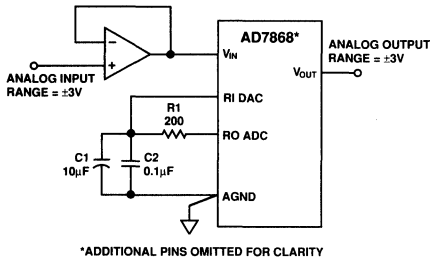 AD7868*
ANALOG INPUT
RANGE = ±3V
VIN
ANALOG OUTPUT
RANGE = ±3V
VOUT
RI DAC
R1
200
RO ADC
C1
10µF
C2
0.1µF
AGND
*ADDITIONAL PINS OMITTED FOR CLARITY